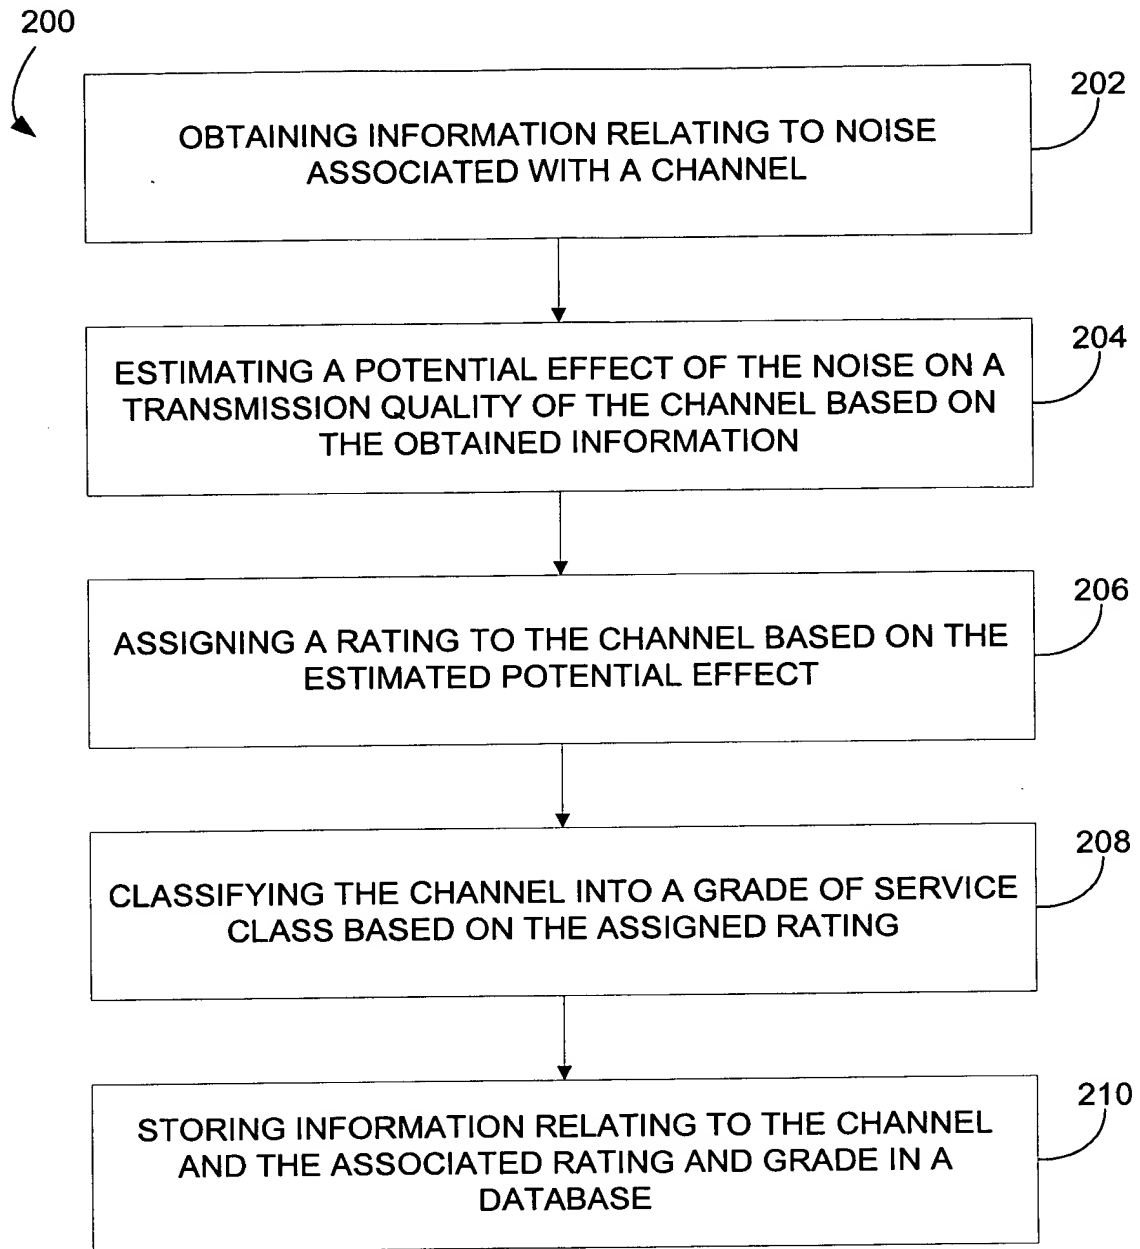 200
202
OBTAINING INFORMATION RELATING TO NOISE
ASSOCIATED WITH A CHANNEL
204
ESTIMATING A POTENTIAL EFFECT OF THE NOISE ON A
TRANSMISSION QUALITY OF THE CHANNEL BASED ON
THE OBTAINED INFORMATION
206
ASSIGNING A RATING TO THE CHANNEL BASED ON THE
ESTIMATED POTENTIAL EFFECT
208
CLASSIFYING THE CHANNEL INTO A GRADE OF SERVICE
CLASS BASED ON THE ASSIGNED RATING
210
STORING INFORMATION RELATING TO THE CHANNEL
AND THE ASSOCIATED RATING AND GRADE IN A
DATABASE